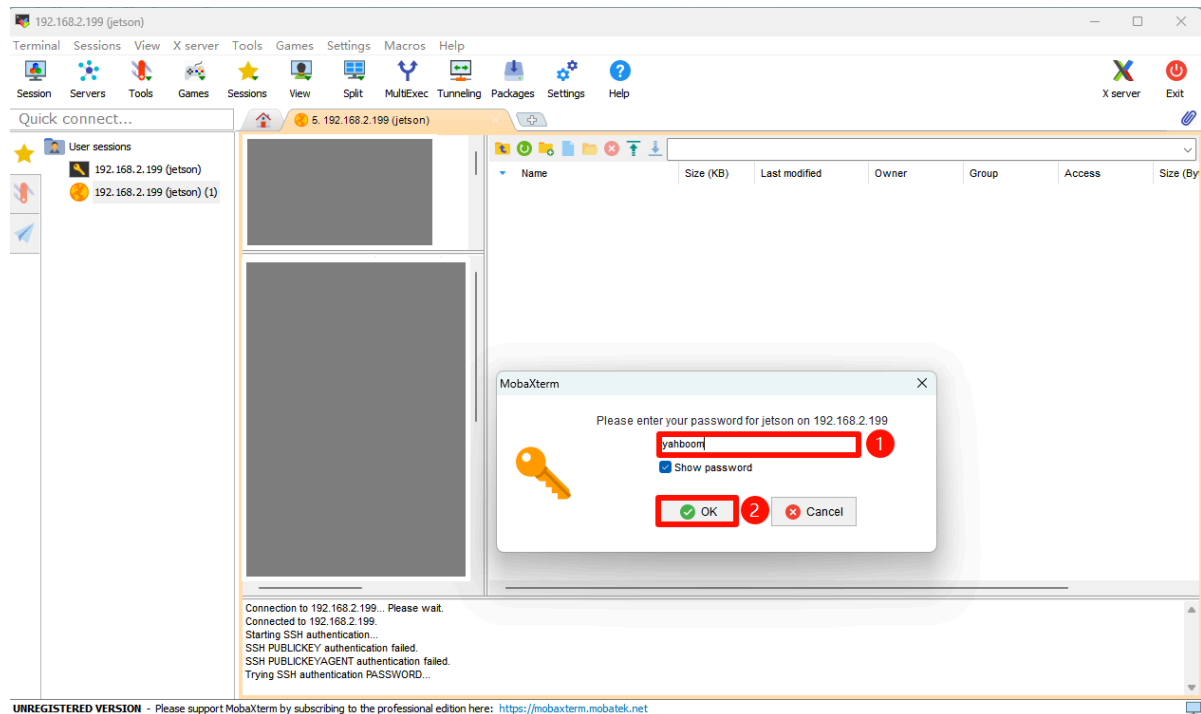 192.168.2.199 (jetson)
Terminal Sessions View X server Tools Games Settings Macros Help
Session Servers Tools Games Sessions View Split MultiExec Tunneling Packages Settings Help X server Exit
Quick connect...
5. 192.168.2.199 (jetson)
User sessions
192.168.2.199 (jetson)
192.168.2.199 (jetson) (1)
Name Size (KB) Last modified Owner Group Access Size (By
MobaXterm
Please enter your password for jetson on 192.168.2.199
yahboom
1
Show password
OK
2
Cancel
Connection to 192.168.2.199... Please wait.
Connected to 192.168.2.199.
Starting SSH authentication...
SSH PUBLICKEY authentication failed.
SSH PUBLICKEYAGENT authentication failed.
Trying SSH authentication PASSWORD...
UNREGISTERED VERSION - Please support MobaXterm by subscribing to the professional edition here: https://mobaxterm.mobatek.net